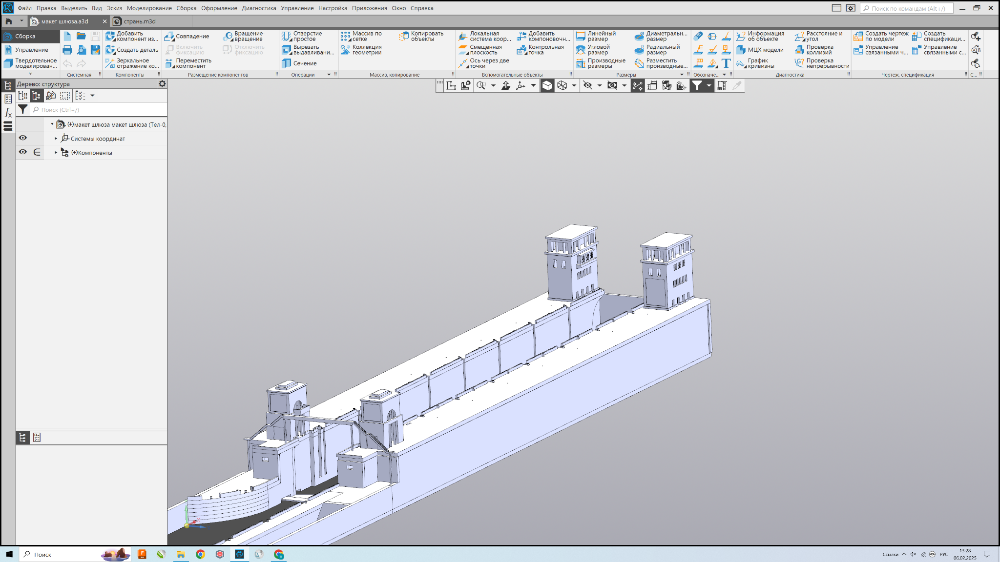 Файл Правка Выделить Вид Эскиз Моделирование Сборка Оформление Диагностика Управление Настройка Приложения Окно Справка
Поиск по командам (Alt+/)
макет шлюза.a3d
странь.m3d
Сборка
Управление
Твердотельное моделирован...
Системная
Добавить компонент из...
Создать деталь
Зеркальное отражение ко...
Компоненты
Совпадение
Включить фиксацию
Переместить компонент
Вращение-вращение
Отключить фиксацию
Размещение компонентов
Отверстие простое
Вырезать выдавливани...
Сечение
Операции
Массив по сетке
Коллекция геометрии
Копировать объекты
Массив, копирование
Локальная система коор...
Смещенная плоскость
Ось через две точки
Добавить компоновочн...
Контрольная точка
Вспомогательные объекты
Линейный размер
Угловой размер
Производные размеры
Диаметральн... размер
Радиальный размер
Разместить производные...
Размеры
Обозначе...
Информация об объекте
МЦХ модели
График кривизны
Расстояние и угол
Проверка коллизий
Проверка непрерывности
Диагностика
Создать чертеж по модели
Управление связанными ч...
Создать спецификаци...
Управление связанными с...
Чертеж, спецификация
С...
Дерево: структура
Поиск (Ctrl+/)
(+)макет шлюза макет шлюза (Тел-0,
Системы координат
(+)Компоненты
Поиск
Ссылки
РУС
13:28
06.02.2025